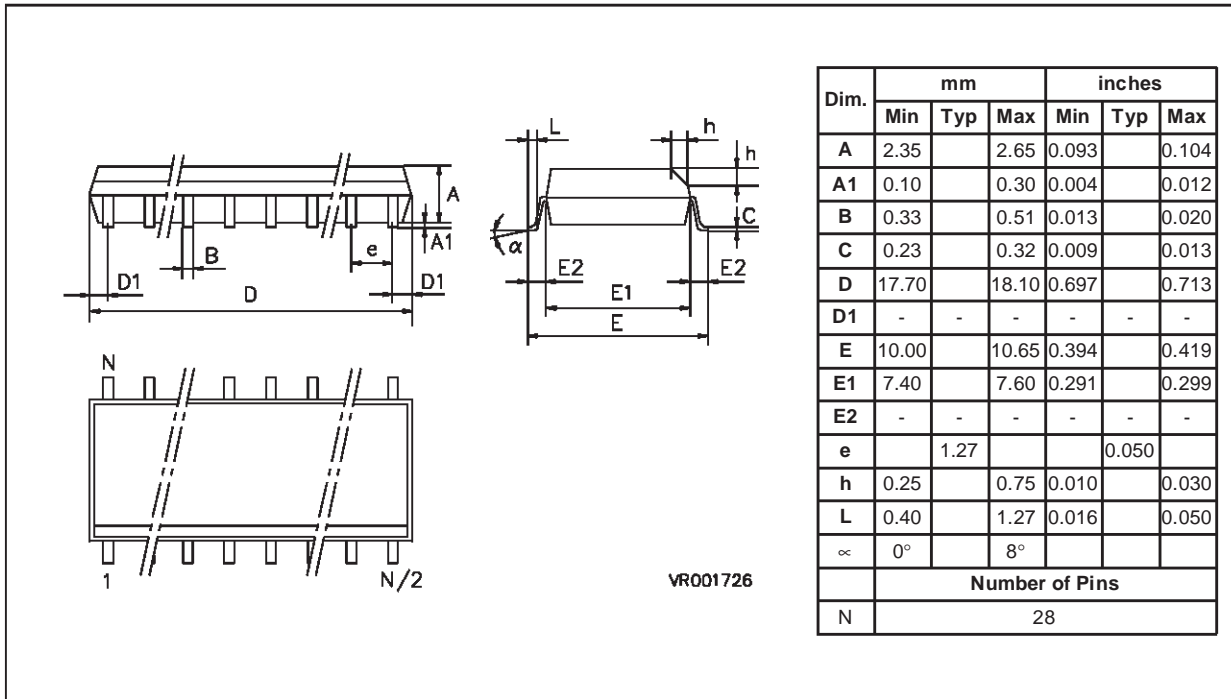 L
h
h
A
C
A1
α
B
e
E2
E2
D1
D1
D
E1
E
N
1
N/2
VR001726
Dim. mm inches
Min Typ Max Min Typ Max
A 2.35 2.65 0.093 0.104
A1 0.10 0.30 0.004 0.012
B 0.33 0.51 0.013 0.020
C 0.23 0.32 0.009 0.013
D 17.70 18.10 0.697 0.713
D1 - - - - - -
E 10.00 10.65 0.394 0.419
E1 7.40 7.60 0.291 0.299
E2 - - - - - -
e 1.27 0.050
h 0.25 0.75 0.010 0.030
L 0.40 1.27 0.016 0.050
∝ 0° 8°
Number of Pins
N 28